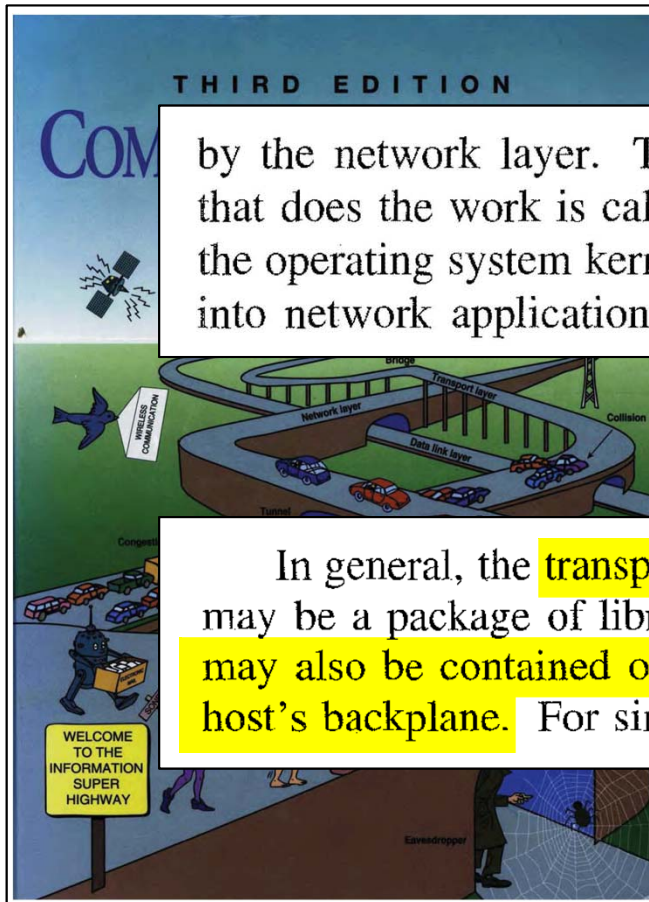 THIRD EDITION
COM
by the network layer. T
that does the work is cal
the operating system kern
into network application
Bridge
Transport layer
Network layer
Collision
WIRELESS
COMMUNICATION
Data link layer
Tunnel
Congesti
In general, the transp
may be a package of libr
may also be contained o
host's backplane. For sin
WELCOME
TO THE
INFORMATION
SUPER
HIGHWAY
Eavesdropper